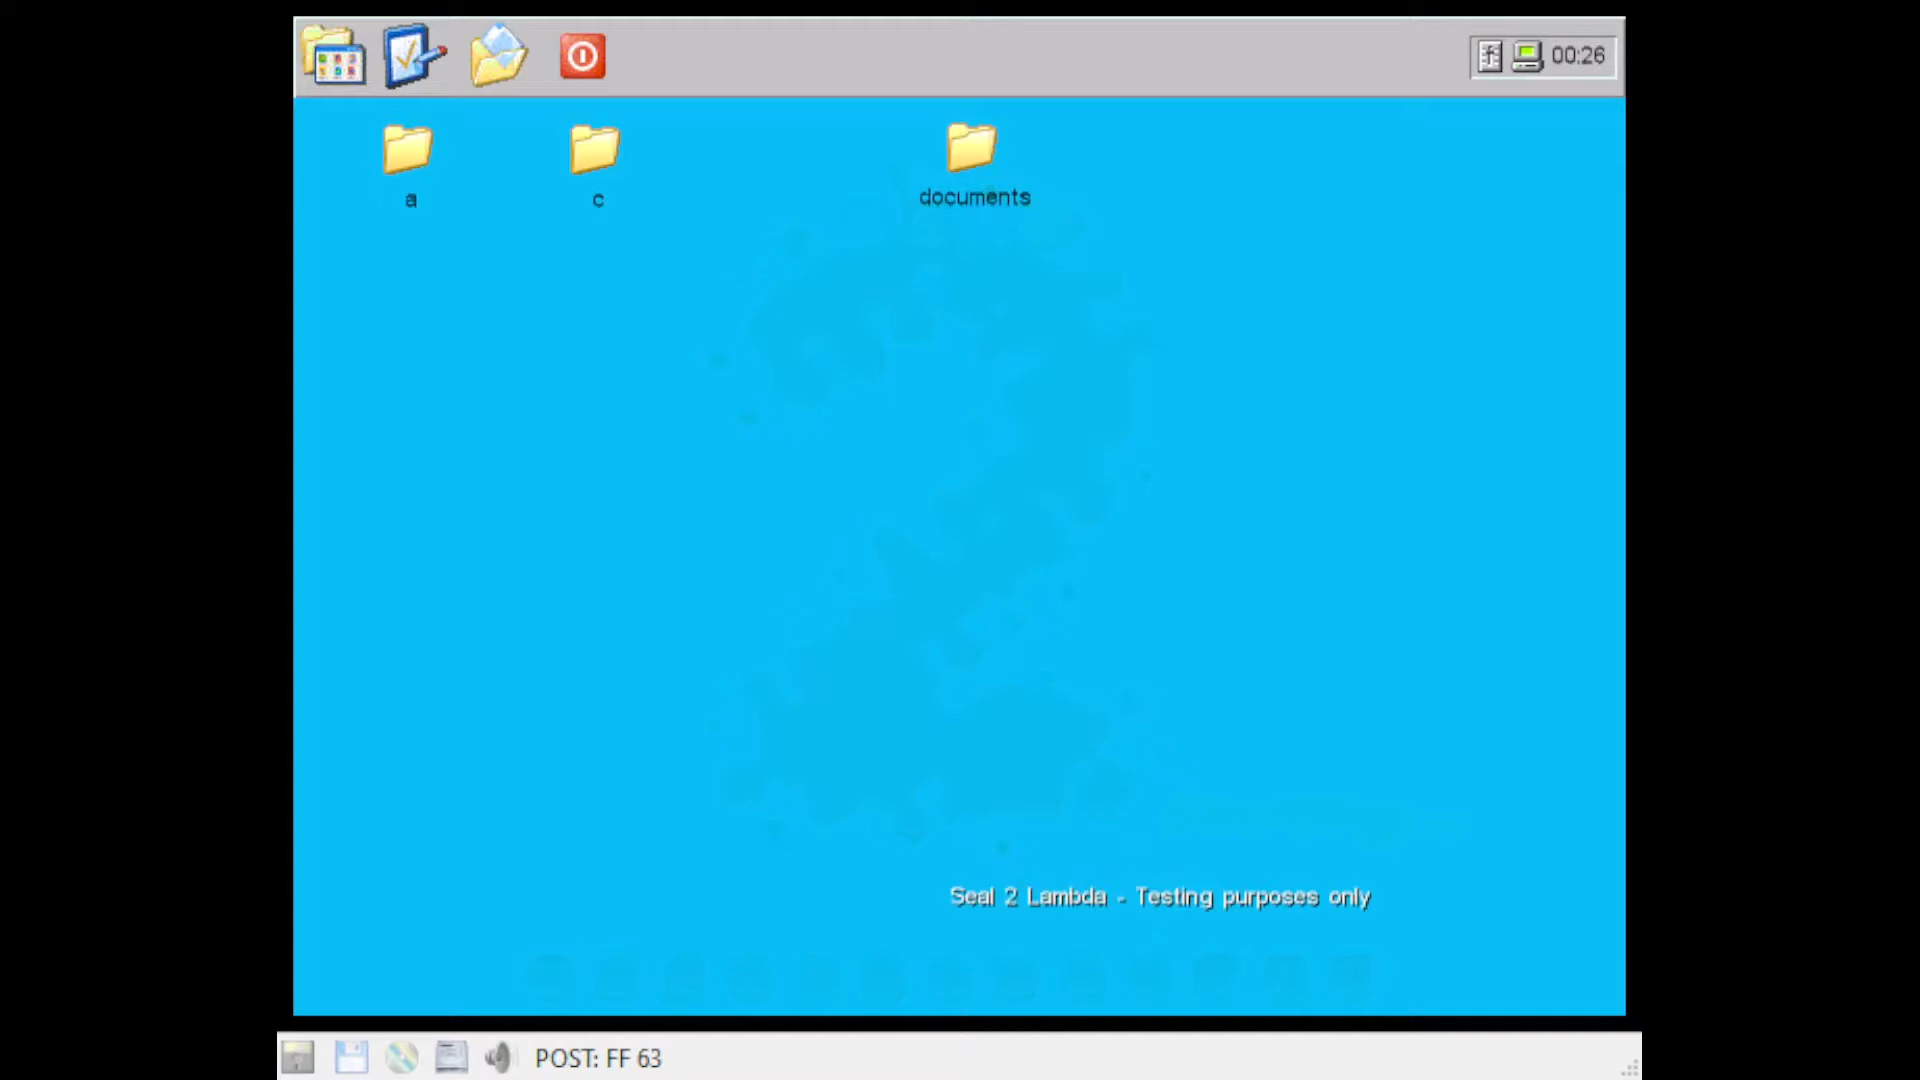 00:26
a
c
documents
Seal 2 Lambda - Testing purposes only
POST: FF 63